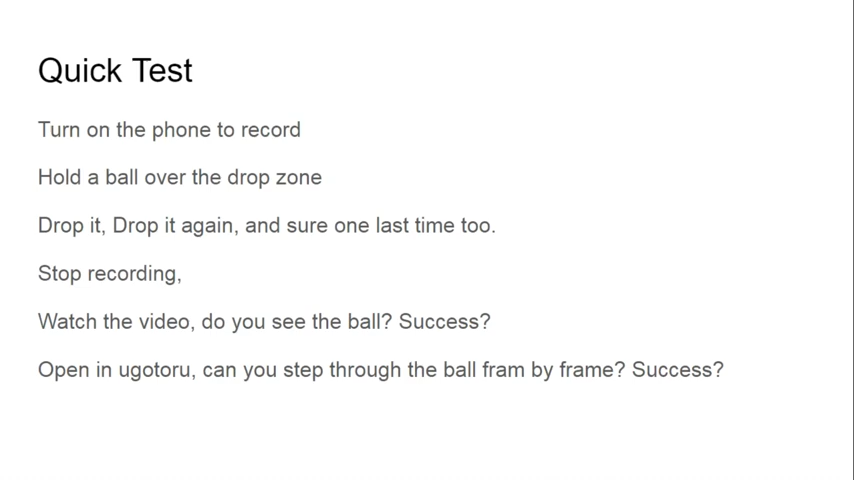 Quick Test
Turn on the phone to record
Hold a ball over the drop zone
Drop it, Drop it again, and sure one last time too.
Stop recording,
Watch the video, do you see the ball? Success?
Open in ugotoru, can you step through the ball fram by frame? Success?